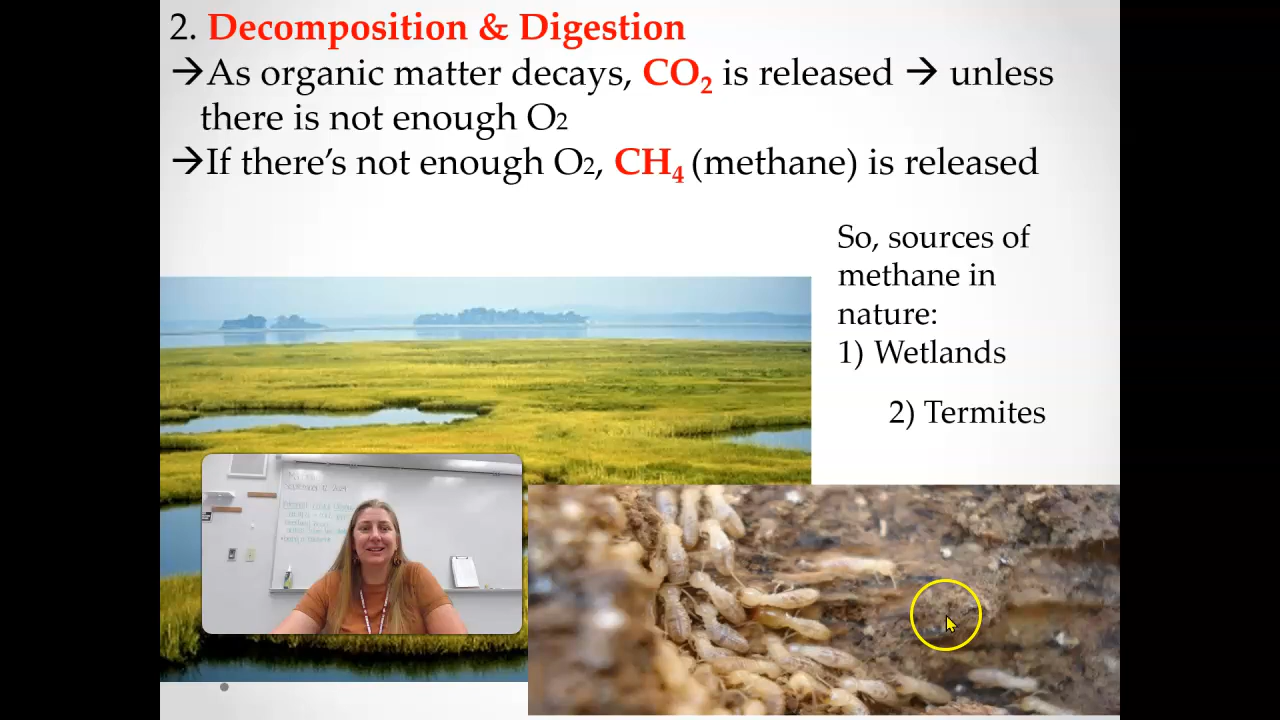 2. Decomposition & Digestion
→As organic matter decays, CO₂ is released → unless
there is not enough O₂
→If there’s not enough O₂, CH₄ (methane) is released
So, sources of
methane in
nature:
1) Wetlands
2) Termites